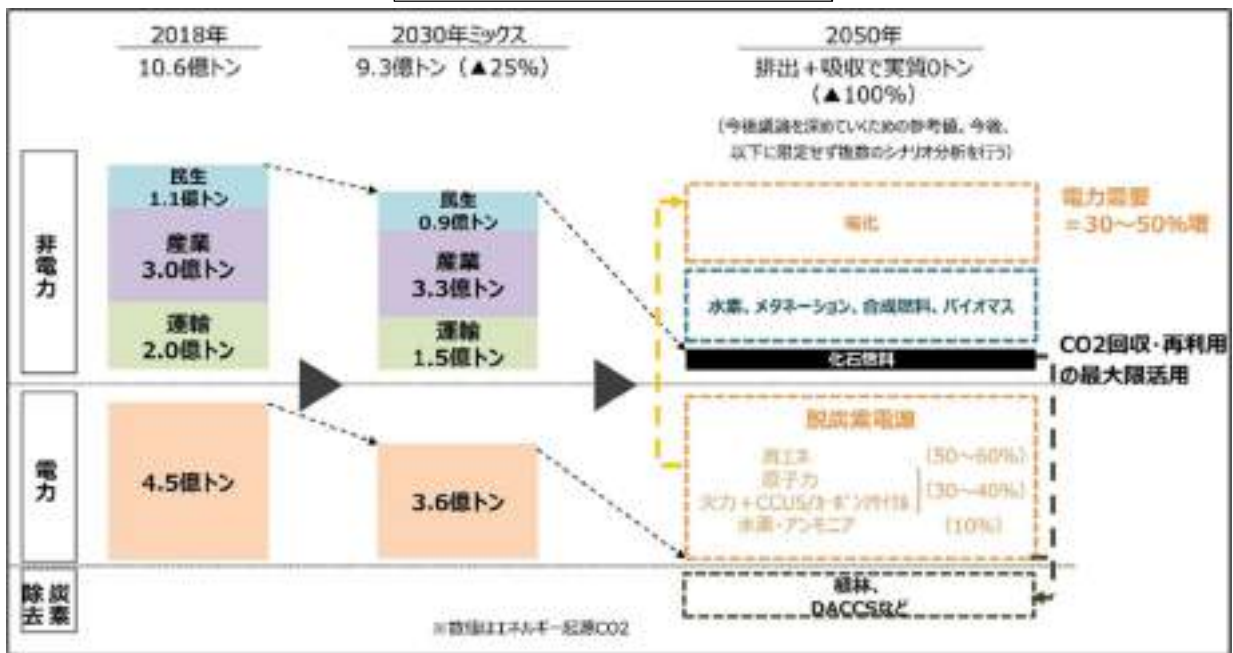 2018年
10.6億トン
2030年ミックス
9.3億トン（▲25%）
2050年
排出＋吸収で実質0トン
（▲100%）
（今後議論を深めていくための参考値。今後、
以下に限定せず複数のシナリオ分析を行う）
非電力
民生
1.1億トン
産業
3.0億トン
運輸
2.0億トン
民生
0.9億トン
産業
3.3億トン
運輸
1.5億トン
電化
電力需要
＝30～50%増
水素、メタネーション、合成燃料、バイオマス
化石燃料
CO2回収・再利用
の最大限活用
電力
4.5億トン
3.6億トン
脱炭素電源
再エネ （50～60%）
原子力
（30～40%）
火力＋CCUS/カーボンリサイクル
水素・アンモニア （10%）
炭素除去
植林、
DACCSなど
※数値はエネルギー起源CO2